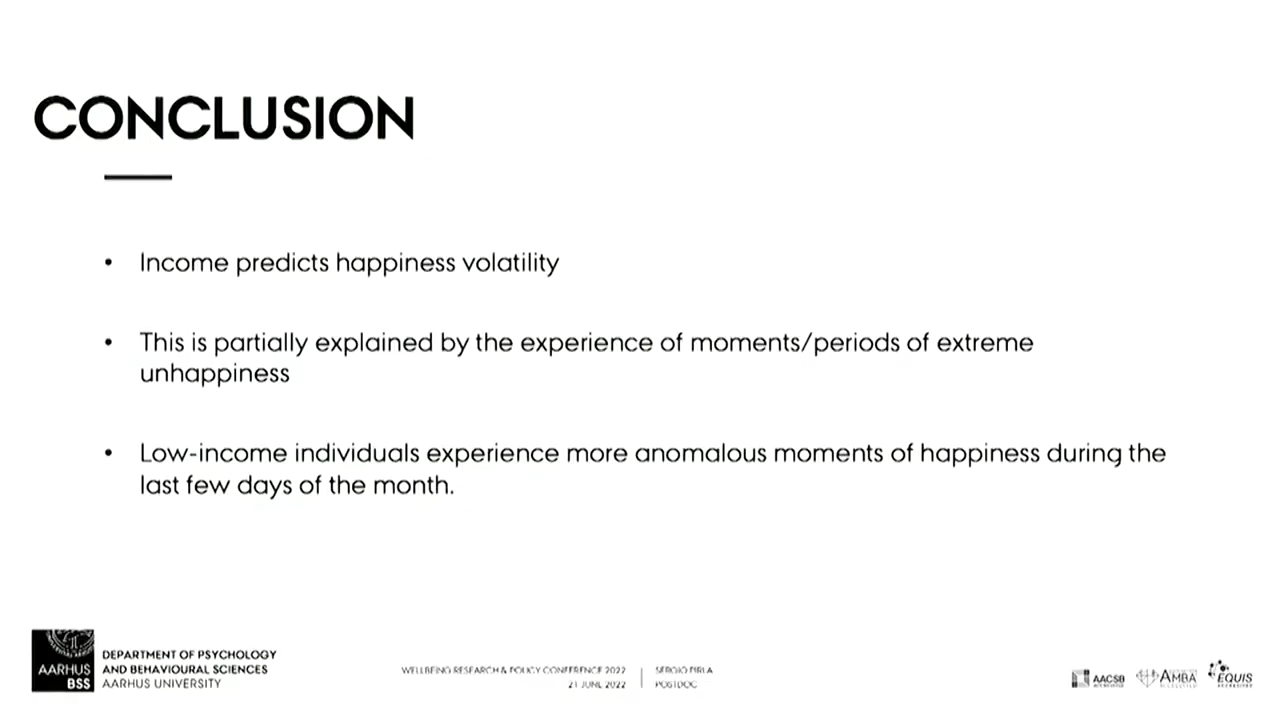 CONCLUSION
• Income predicts happiness volatility
• This is partially explained by the experience of moments/periods of extreme
unhappiness
• Low-income individuals experience more anomalous moments of happiness during the
last few days of the month.
AARHUS
BSS
DEPARTMENT OF PSYCHOLOGY
AND BEHAVIOURAL SCIENCES
AARHUS UNIVERSITY
WELLBEING RESEARCH & POLICY CONFERENCE 2022
21 JUNE 2022
SERGIO PIRLA
POSTDOC
AACSB
AMBA
EQUIS